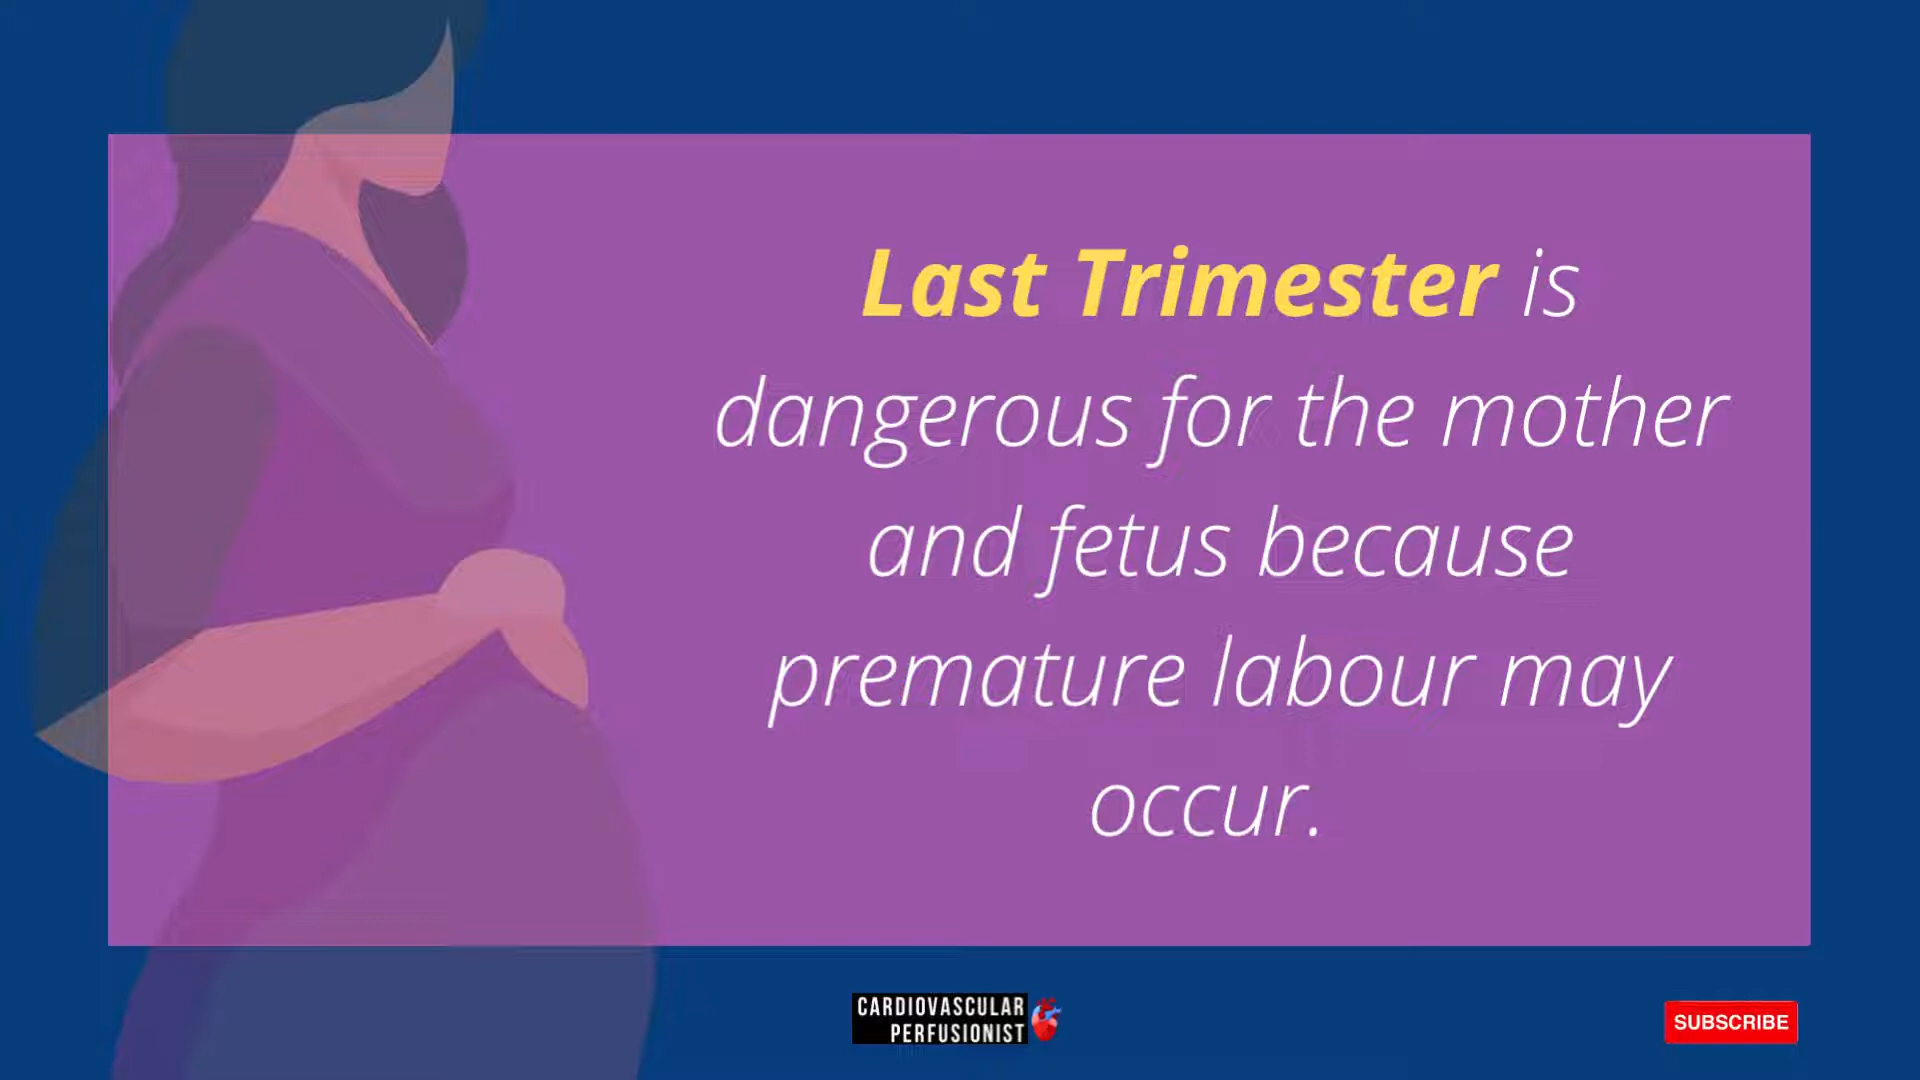 Last Trimester is
dangerous for the mother
and fetus because
premature labour may
occur.
CARDIOVASCULAR
PERFUSIONIST
SUBSCRIBE